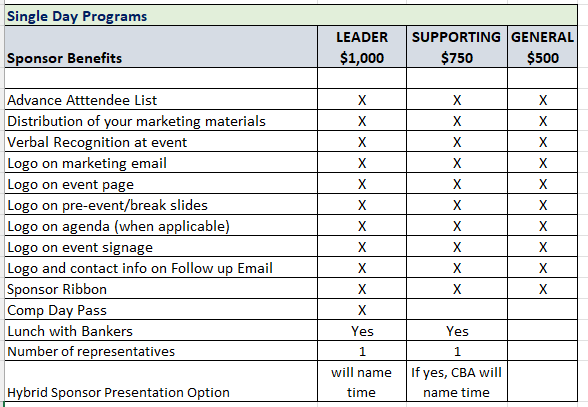 Single Day Programs
LEADER SUPPORTING GENERAL
Sponsor Benefits $1,000 $750 $500
Advance Atttendee List X X X
Distribution of your marketing materials X X X
Verbal Recognition at event X X X
Logo on marketing email X X X
Logo on event page X X X
Logo on pre-event/break slides X X X
Logo on agenda (when applicable) X X X
Logo on event signage X X X
Logo and contact info on Follow up Email X X X
Sponsor Ribbon X X X
Comp Day Pass X
Lunch with Bankers Yes Yes
Number of representatives 1 1
will name If yes, CBA will
Hybrid Sponsor Presentation Option time name time